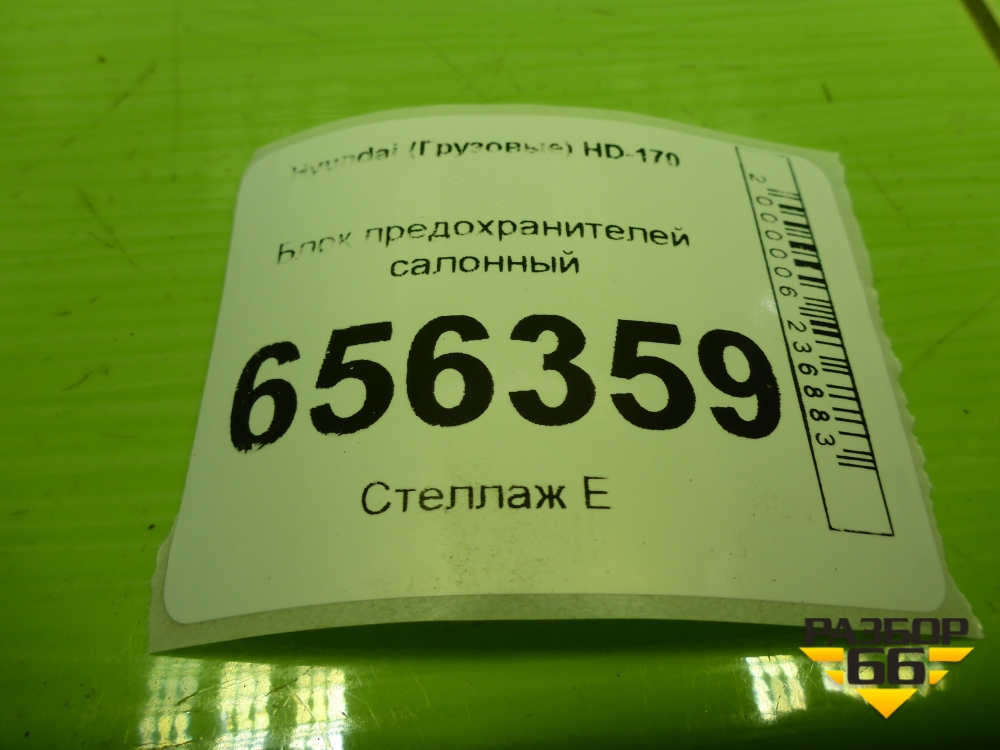 Hyundai (Грузовые) HD-170
Блок предохранителей
салонный
656359
Стеллаж Е
2000006236883
РАЗБОР
66